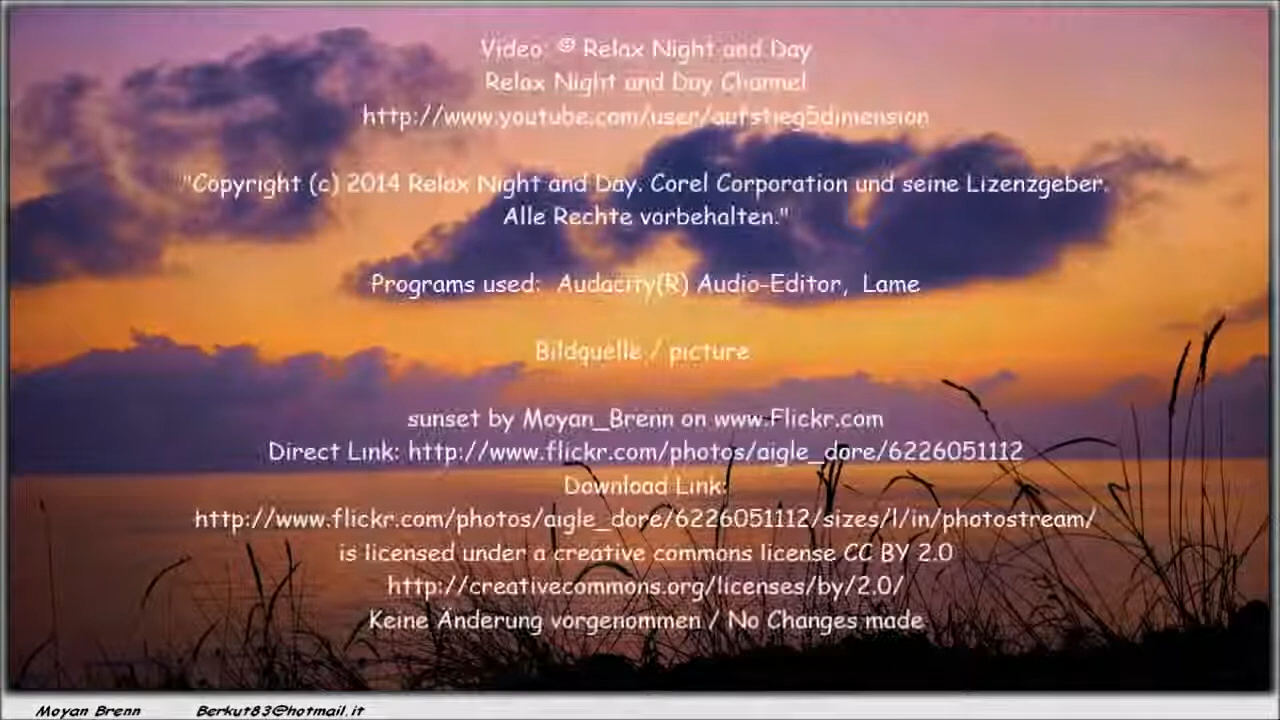 Video: © Relax Night and Day
Relax Night and Day Channel
http://www.youtube.com/user/aufstieg5dimension
"Copyright (c) 2014 Relax Night and Day. Corel Corporation und seine Lizenzgeber.
Alle Rechte vorbehalten."
Programs used:  Audacity(R) Audio-Editor,  Lame
Bildquelle / picture
sunset by Moyan_Brenn on www.Flickr.com
Direct Link: http://www.flickr.com/photos/aigle_dore/6226051112
Download Link:
http://www.flickr.com/photos/aigle_dore/6226051112/sizes/l/in/photostream/
is licensed under a creative commons license CC BY 2.0
http://creativecommons.org/licenses/by/2.0/
Keine Änderung vorgenommen / No Changes made
Moyan Brenn Berkut83@hotmail.it